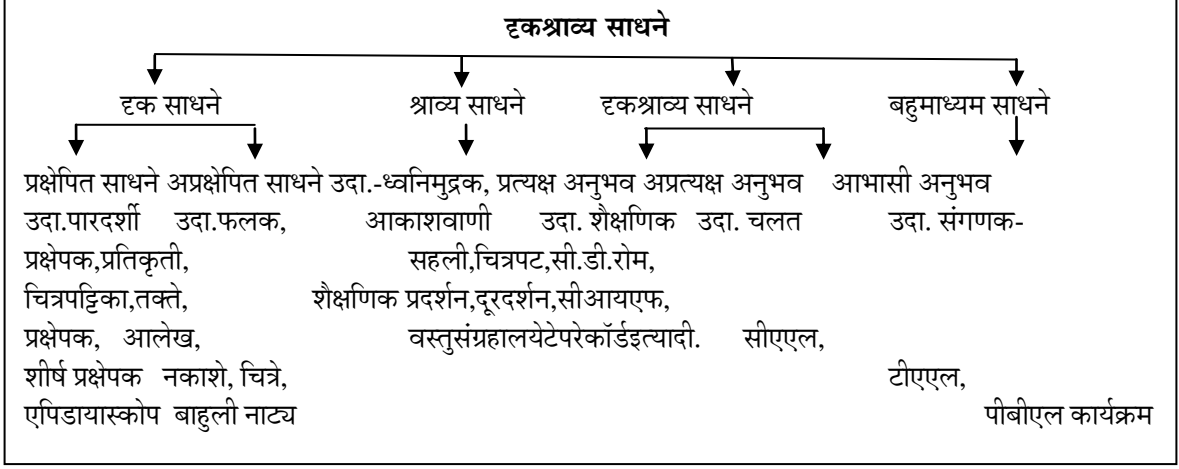 दृकश्राव्य साधने
दृक साधने श्राव्य साधने दृकश्राव्य साधने बहुमाध्यम साधने
प्रक्षेपित साधने अप्रक्षेपित साधने उदा.-ध्वनिमुद्रक, प्रत्यक्ष अनुभव अप्रत्यक्ष अनुभव आभासी अनुभव
उदा.पारदर्शी उदा.फलक, आकाशवाणी उदा. शैक्षणिक उदा. चलत उदा. संगणक-
प्रक्षेपक,प्रतिकृती, सहली,चित्रपट,सी.डी.रोम,
चित्रपट्टिका,तक्ते, शैक्षणिक प्रदर्शन,दूरदर्शन,सीआयएफ,
प्रक्षेपक, आलेख, वस्तुसंग्रहालयेटेपरेकॉर्डइत्यादी. सीएएल,
शीर्ष प्रक्षेपक नकाशे, चित्रे, टीएएल,
एपिडायास्कोप बाहुली नाट्य पीबीएल कार्यक्रम